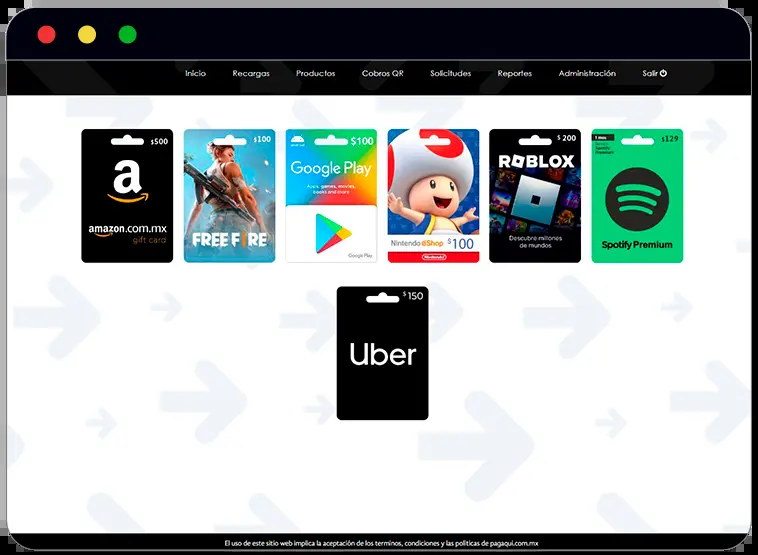 Inicio
Recargas
Productos
Cobros QR
Solicitudes
Reportes
Administración
Salir
$500
a
amazon.com.mx
gift card
$100
FREE FIRE
$100
Google Play
Apps, games, movies,
books and more
Google Play
Nintendo eShop $100
Nintendo
$200
ROBLOX
Descubre millones
de mundos
1 mes
$129
Spotify Premium
$150
Uber
El uso de este sitio web implica la aceptación de los terminos, condiciones y las politicas de pagaqui.com.mx